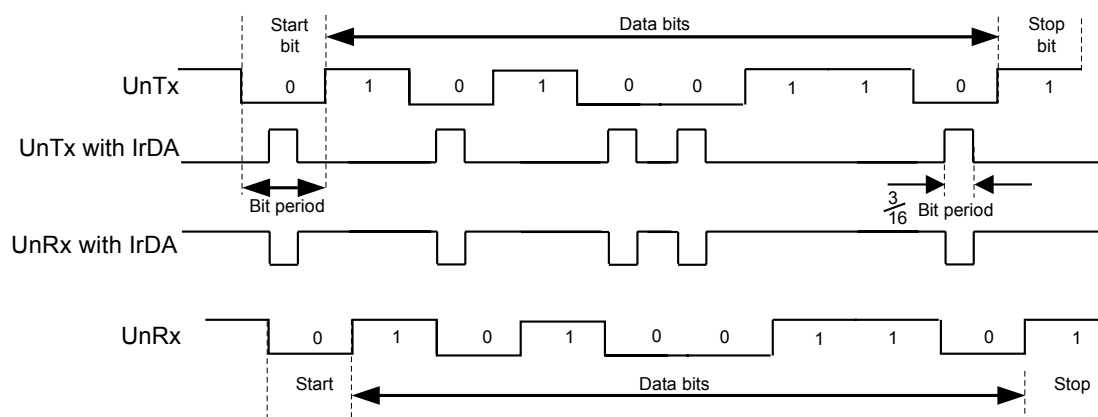 Start
bit
Data bits
Stop
bit
UnTx
0 1 0 1 0 0 1 1 0 1
UnTx with IrDA
Bit period
3/16 Bit period
UnRx with IrDA
UnRx
0 1 0 1 0 0 1 1 0 1
Start
Data bits
Stop